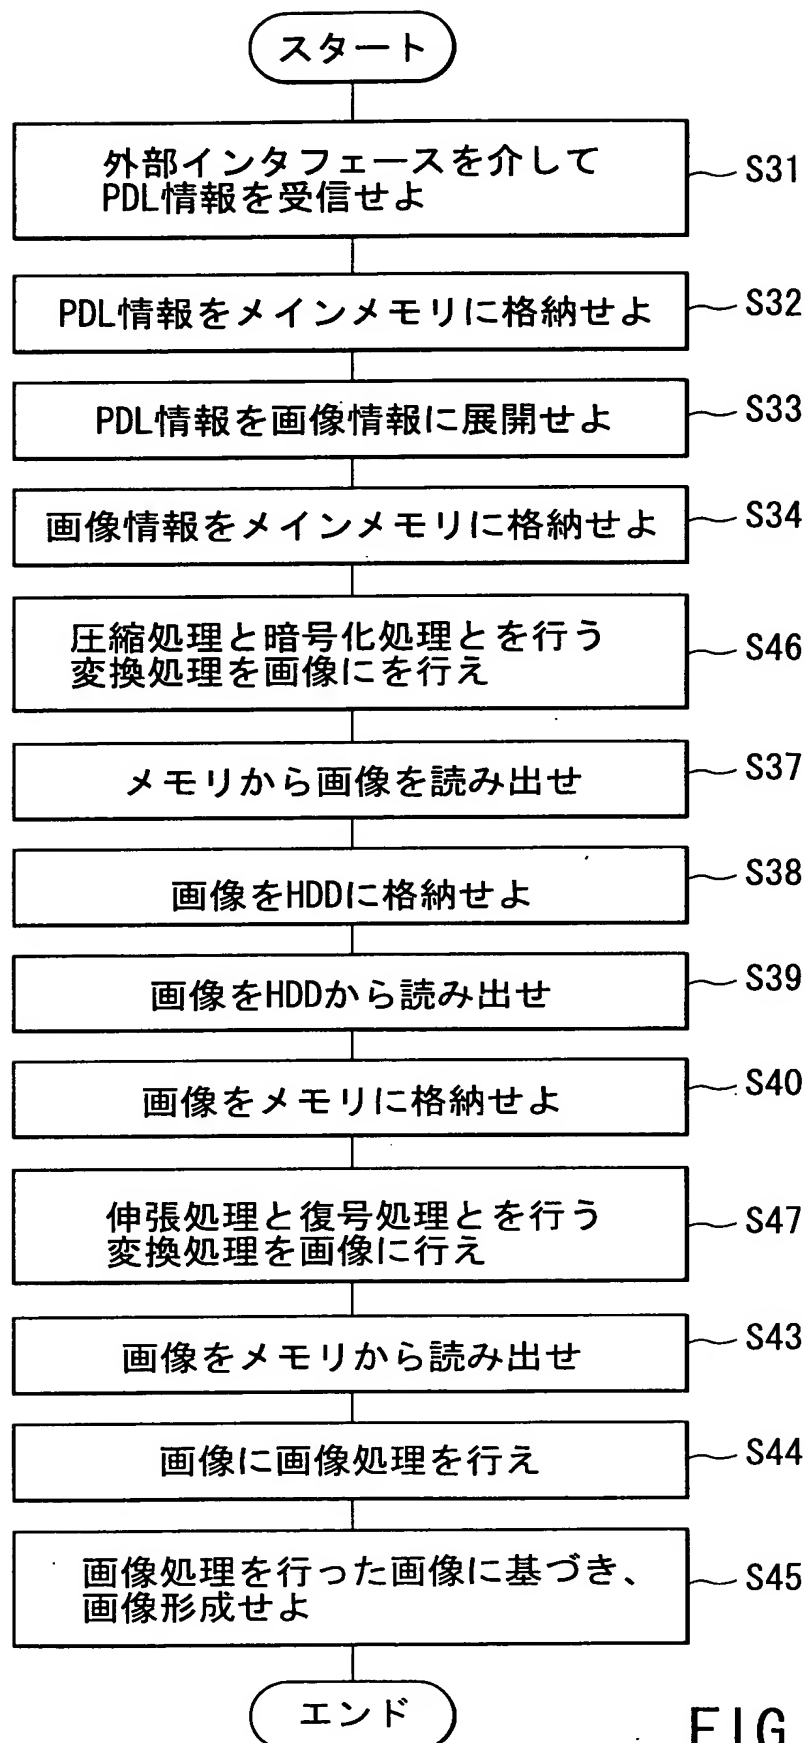 スタート
外部インタフェースを介して
PDL情報を受信せよ
S31
PDL情報をメインメモリに格納せよ
S32
PDL情報を画像情報に展開せよ
S33
画像情報をメインメモリに格納せよ
S34
圧縮処理と暗号化処理とを行う
変換処理を画像にを行え
S46
メモリから画像を読み出せ
S37
画像をHDDに格納せよ
S38
画像をHDDから読み出せ
S39
画像をメモリに格納せよ
S40
伸張処理と復号処理とを行う
変換処理を画像に行え
S47
画像をメモリから読み出せ
S43
画像に画像処理を行え
S44
画像処理を行った画像に基づき、
画像形成せよ
S45
エンド
FIG